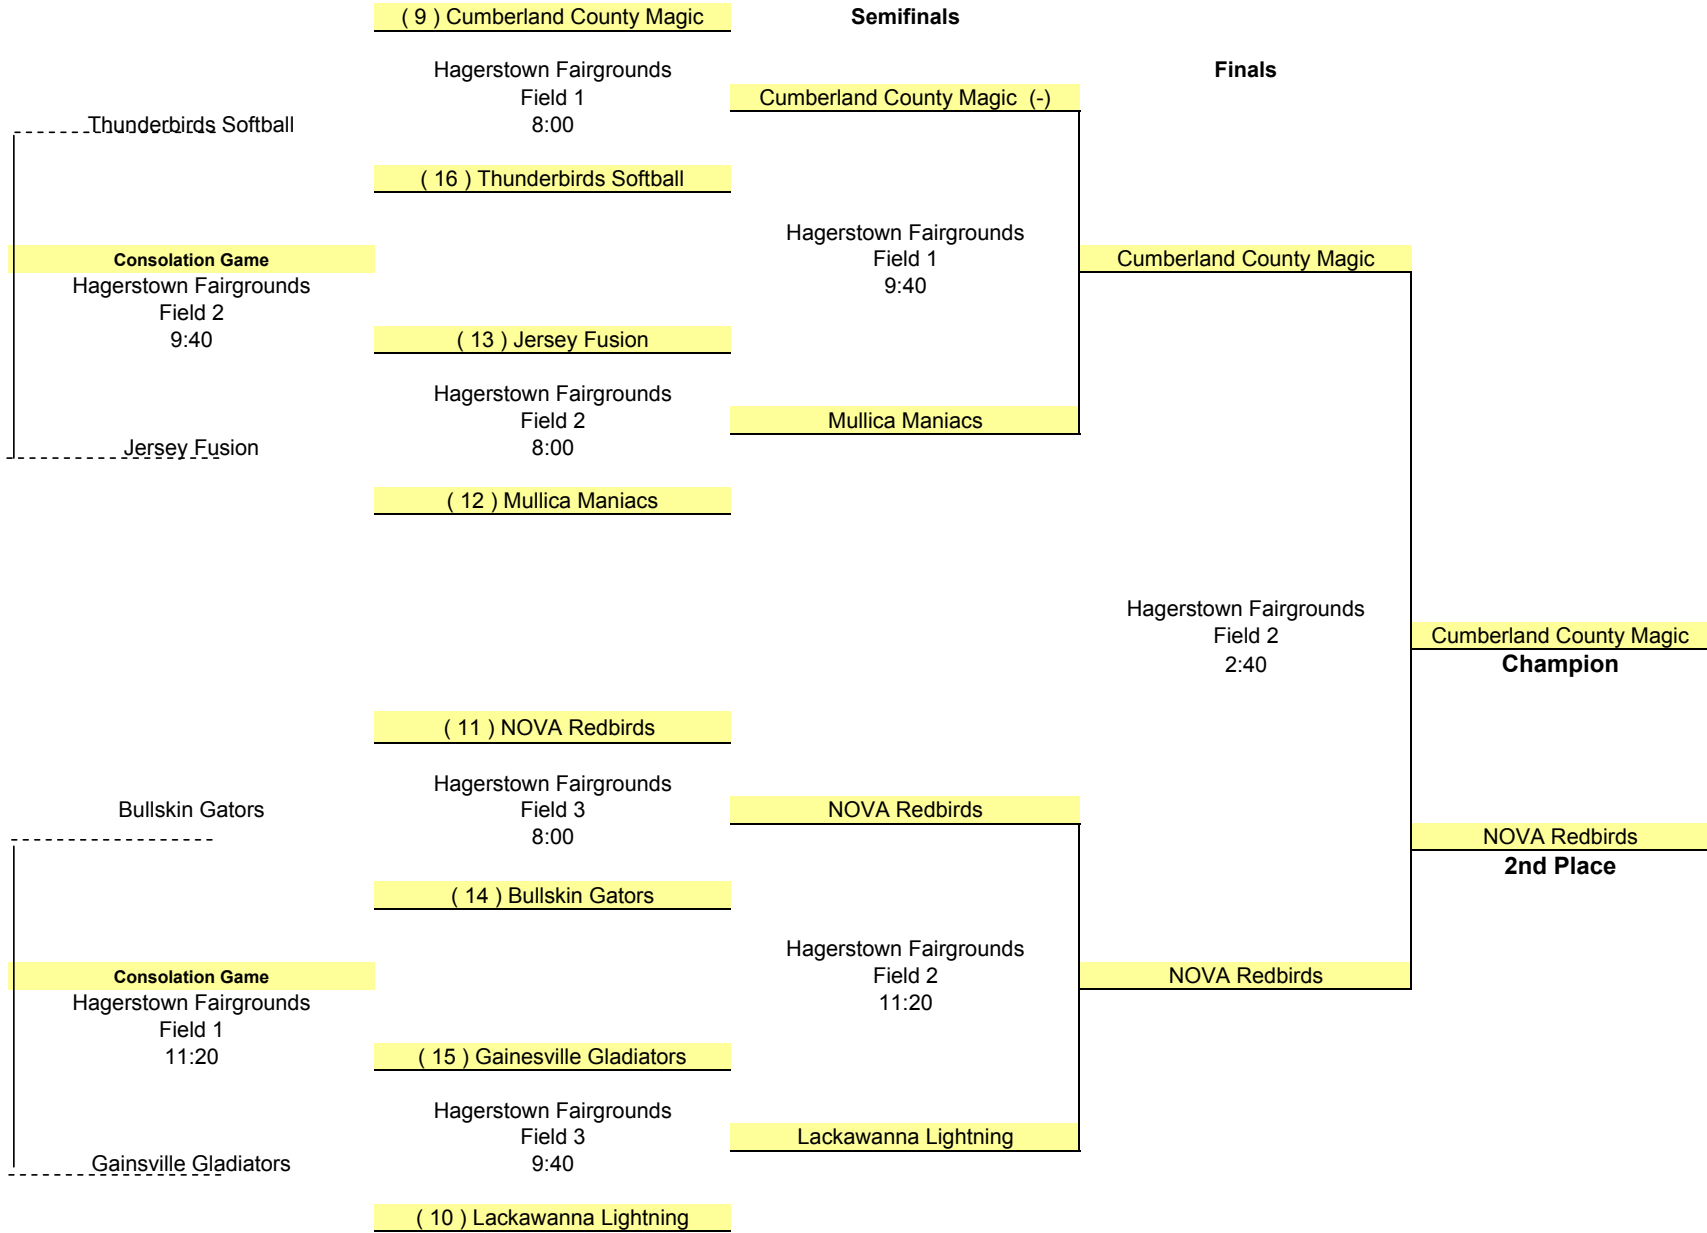 ( 9 ) Cumberland County Magic
Semifinals
Hagerstown Fairgrounds
Finals
Field 1
Cumberland County Magic (-)
Thunderbirds Softball
8:00
( 16 ) Thunderbirds Softball
Hagerstown Fairgrounds
Consolation Game
Field 1
Cumberland County Magic
Hagerstown Fairgrounds
9:40
Field 2
9:40
( 13 ) Jersey Fusion
Hagerstown Fairgrounds
Field 2
Mullica Maniacs
Jersey Fusion
8:00
( 12 ) Mullica Maniacs
Hagerstown Fairgrounds
Field 2
Cumberland County Magic
2:40
Champion
( 11 ) NOVA Redbirds
Hagerstown Fairgrounds
Bullskin Gators
Field 3
NOVA Redbirds
8:00
NOVA Redbirds
2nd Place
( 14 ) Bullskin Gators
Hagerstown Fairgrounds
Consolation Game
Field 2
NOVA Redbirds
Hagerstown Fairgrounds
11:20
Field 1
11:20
( 15 ) Gainesville Gladiators
Hagerstown Fairgrounds
Field 3
Lackawanna Lightning
Gainsville Gladiators
9:40
( 10 ) Lackawanna Lightning